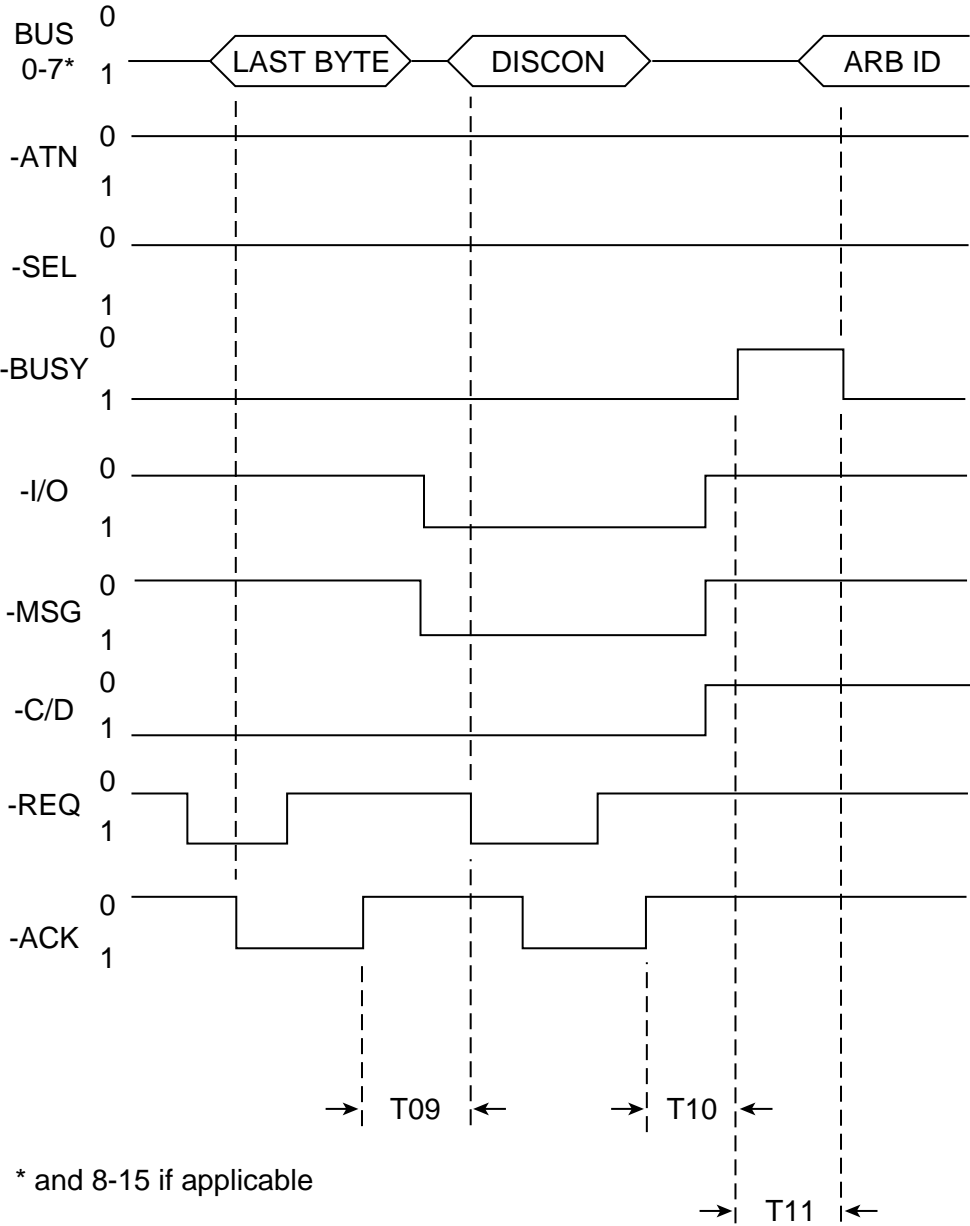 0
BUS
0-7*
1
LAST BYTE
DISCON
ARB ID
0
-ATN
1
0
-SEL
1
0
-BUSY
1
0
-I/O
1
0
-MSG
1
0
-C/D
1
0
-REQ
1
0
-ACK
1
T09
T10
* and 8-15 if applicable
T11